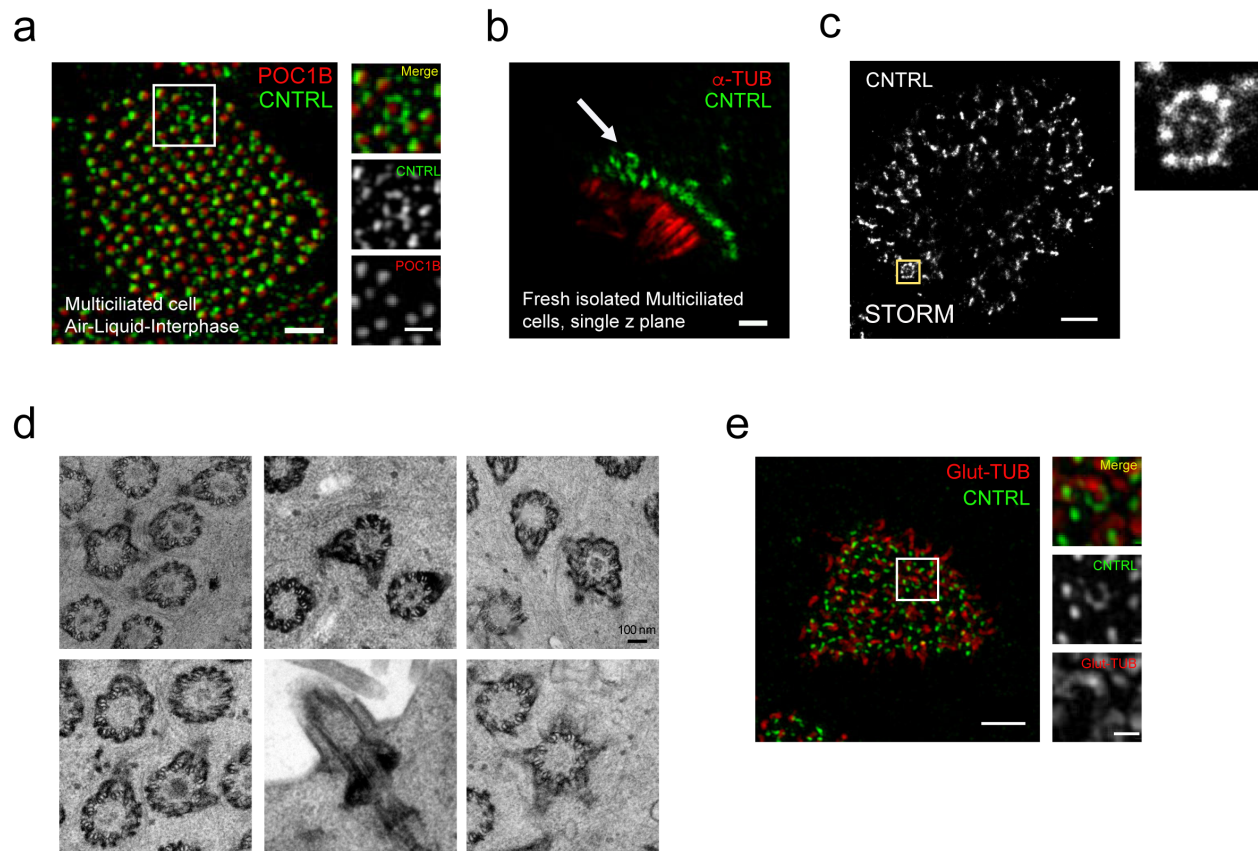 a
POC1B
CNTRL
Multiciliated cell
Air-Liquid-Interphase
Merge
CNTRL
POC1B
b
α-TUB
CNTRL
Fresh isolated Multiciliated
cells, single z plane
c
CNTRL
STORM
d
100 nm
e
Glut-TUB
CNTRL
Merge
CNTRL
Glut-TUB